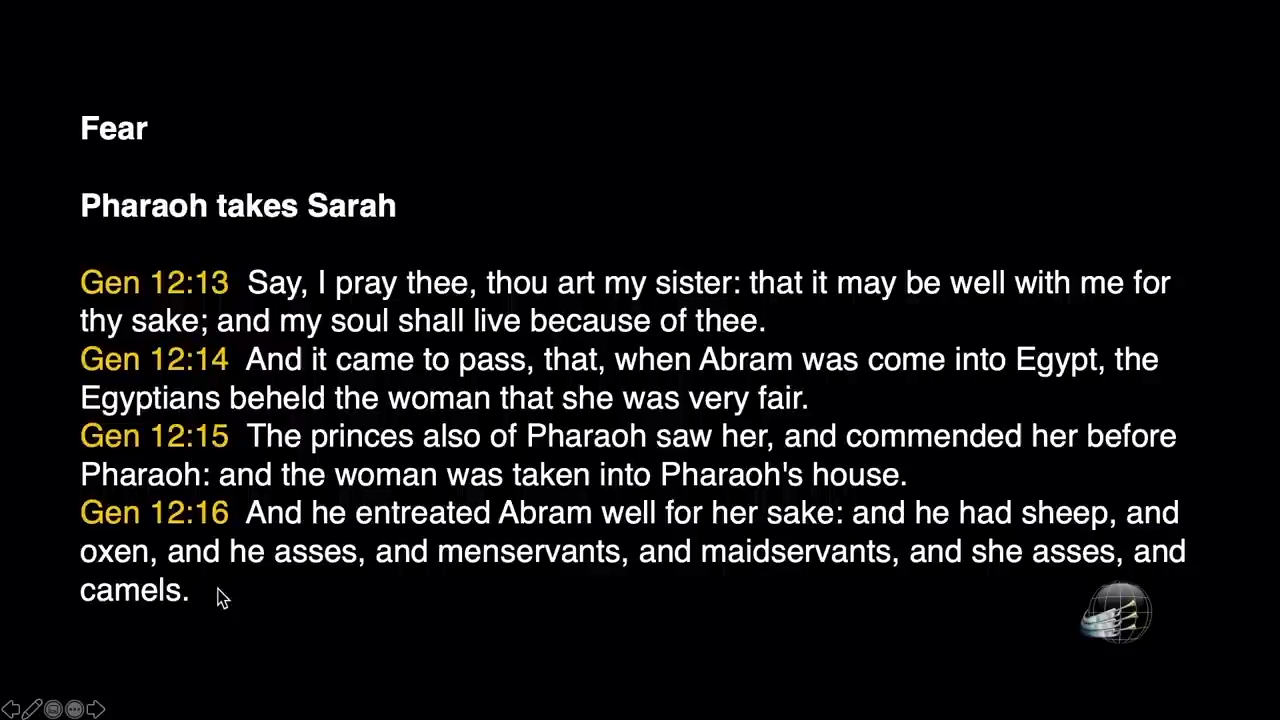 Fear
Pharaoh takes Sarah
Gen 12:13  Say, I pray thee, thou art my sister: that it may be well with me for
thy sake; and my soul shall live because of thee.
Gen 12:14  And it came to pass, that, when Abram was come into Egypt, the
Egyptians beheld the woman that she was very fair.
Gen 12:15  The princes also of Pharaoh saw her, and commended her before
Pharaoh: and the woman was taken into Pharaoh's house.
Gen 12:16  And he entreated Abram well for her sake: and he had sheep, and
oxen, and he asses, and menservants, and maidservants, and she asses, and
camels.